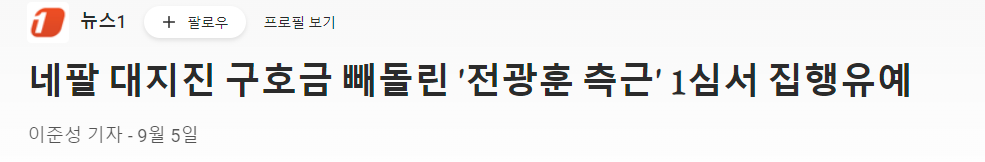 1 뉴스1 + 팔로우 프로필 보기
네팔 대지진 구호금 빼돌린 '전광훈 측근' 1심서 집행유예
이준성 기자 - 9월 5일